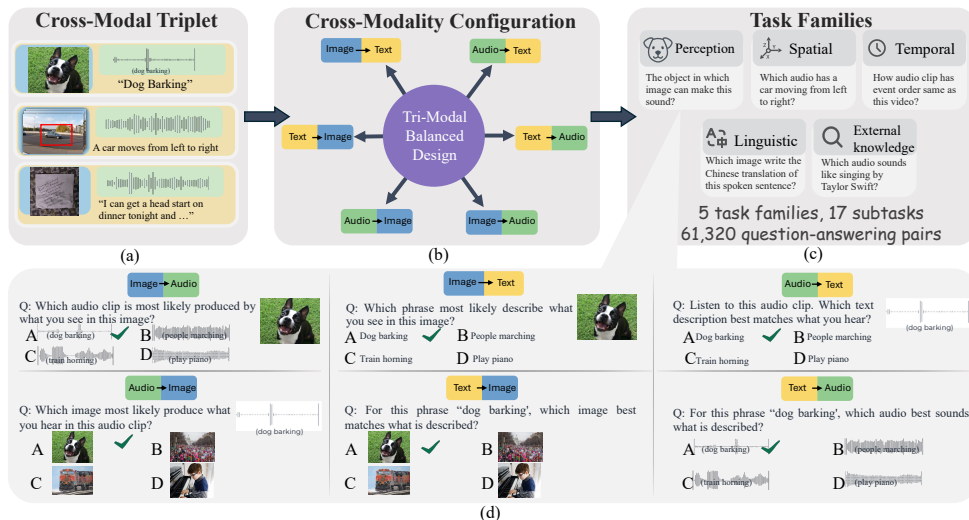 Cross-Modal Triplet
(dog barking)
“Dog Barking”
A car moves from left to right
“I can get a head start on
dinner tonight and …”
(a)
Cross-Modality Configuration
Image → Text
Audio → Text
Text → Image
Tri-Modal
Balanced
Design
Text → Audio
Audio → Image
Image → Audio
(b)
Task Families
Perception
The object in which
image can make this
sound?
Spatial
Which audio has a
car moving from left
to right?
Temporal
How audio clip has
event order same as
this video?
Linguistic
Which image write the
Chinese translation of
this spoken sentence?
External
knowledge
Which audio sounds
like singing by
Taylor Swift?
5 task families, 17 subtasks
61,320 question-answering pairs
(c)
Image → Audio
Q: Which audio clip is most likely produced by
what you see in this image?
A (dog barking) B (people marching)
C (train horning) D (play piano)
Image → Text
Q: Which phrase most likely describe what
you see in this image?
A Dog barking B People marching
C Train horning D Play piano
Audio → Text
Q: Listen to this audio clip. Which text
description best matches what you hear?
(dog barking)
A Dog barking B People marching
C Train horning D Play piano
Audio → Image
Q: Which image most likely produce what
you hear in this audio clip?
(dog barking)
A B
C D
Text → Image
Q: For this phrase “dog barking’, which image best
matches what is described?
A B
C D
Text → Audio
Q: For this phrase “dog barking’, which audio best sounds
what is described?
A (dog barking) B (people marching)
C (train horning) D (play piano)
(d)